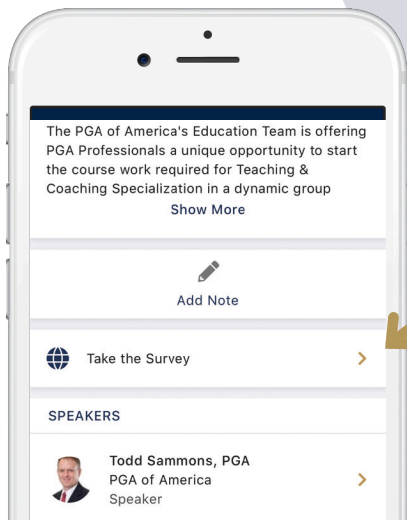 The PGA of America's Education Team is offering
PGA Professionals a unique opportunity to start
the course work required for Teaching &
Coaching Specialization in a dynamic group
Show More
Add Note
Take the Survey
SPEAKERS
Todd Sammons, PGA
PGA of America
Speaker